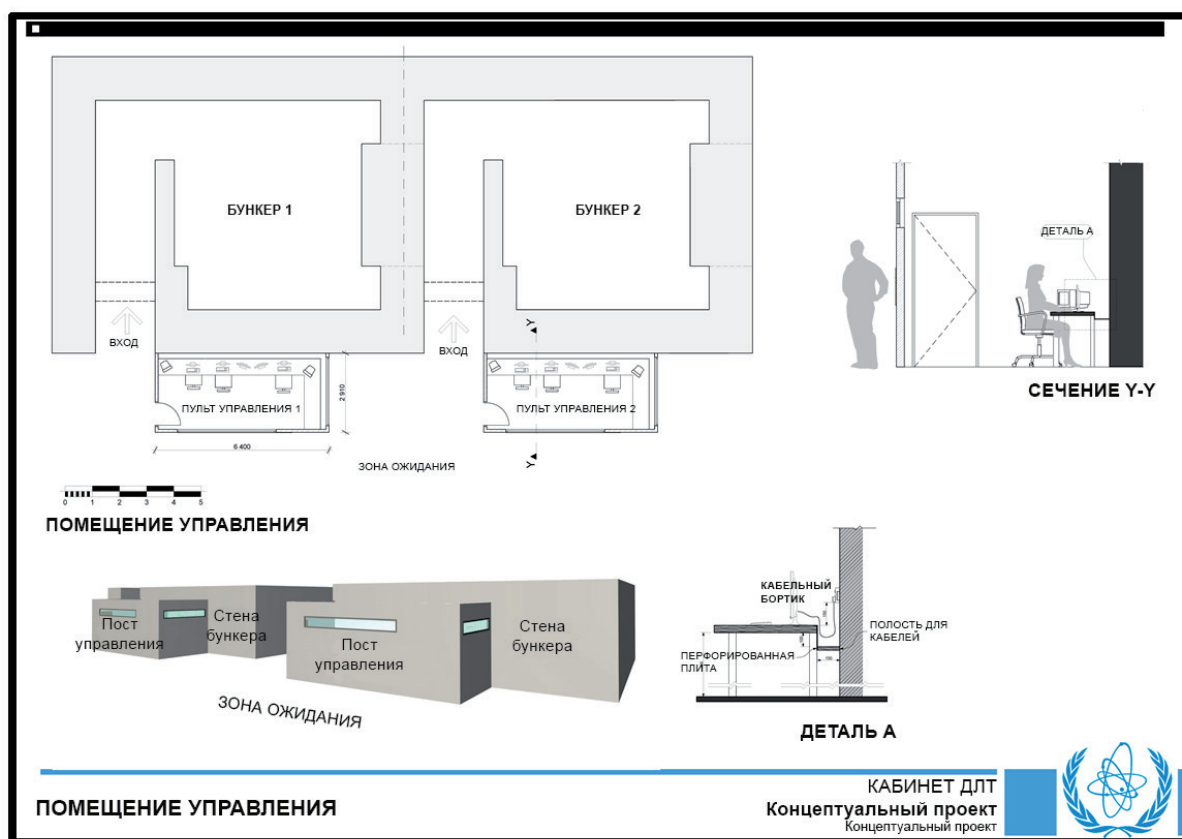 БУНКЕР 1
БУНКЕР 2
ВХОД
ВХОД
Y
ПУЛЬТ УПРАВЛЕНИЯ 1
ПУЛЬТ УПРАВЛЕНИЯ 2
2 910
6 400
Y
ЗОНА ОЖИДАНИЯ
0 1 2 3 4 5
ПОМЕЩЕНИЕ УПРАВЛЕНИЯ
ДЕТАЛЬ А
СЕЧЕНИЕ Y-Y
Пост
управления
Стена
бункера
Пост
управления
Стена
бункера
ЗОНА ОЖИДАНИЯ
КАБЕЛЬНЫЙ
БОРТИК
ПОЛОСТЬ ДЛЯ
КАБЕЛЕЙ
ПЕРФОРИРОВАННАЯ
ПЛИТА
ДЕТАЛЬ А
ПОМЕЩЕНИЕ УПРАВЛЕНИЯ
КАБИНЕТ ДЛТ
Концептуальный проект
Концептуальный проект